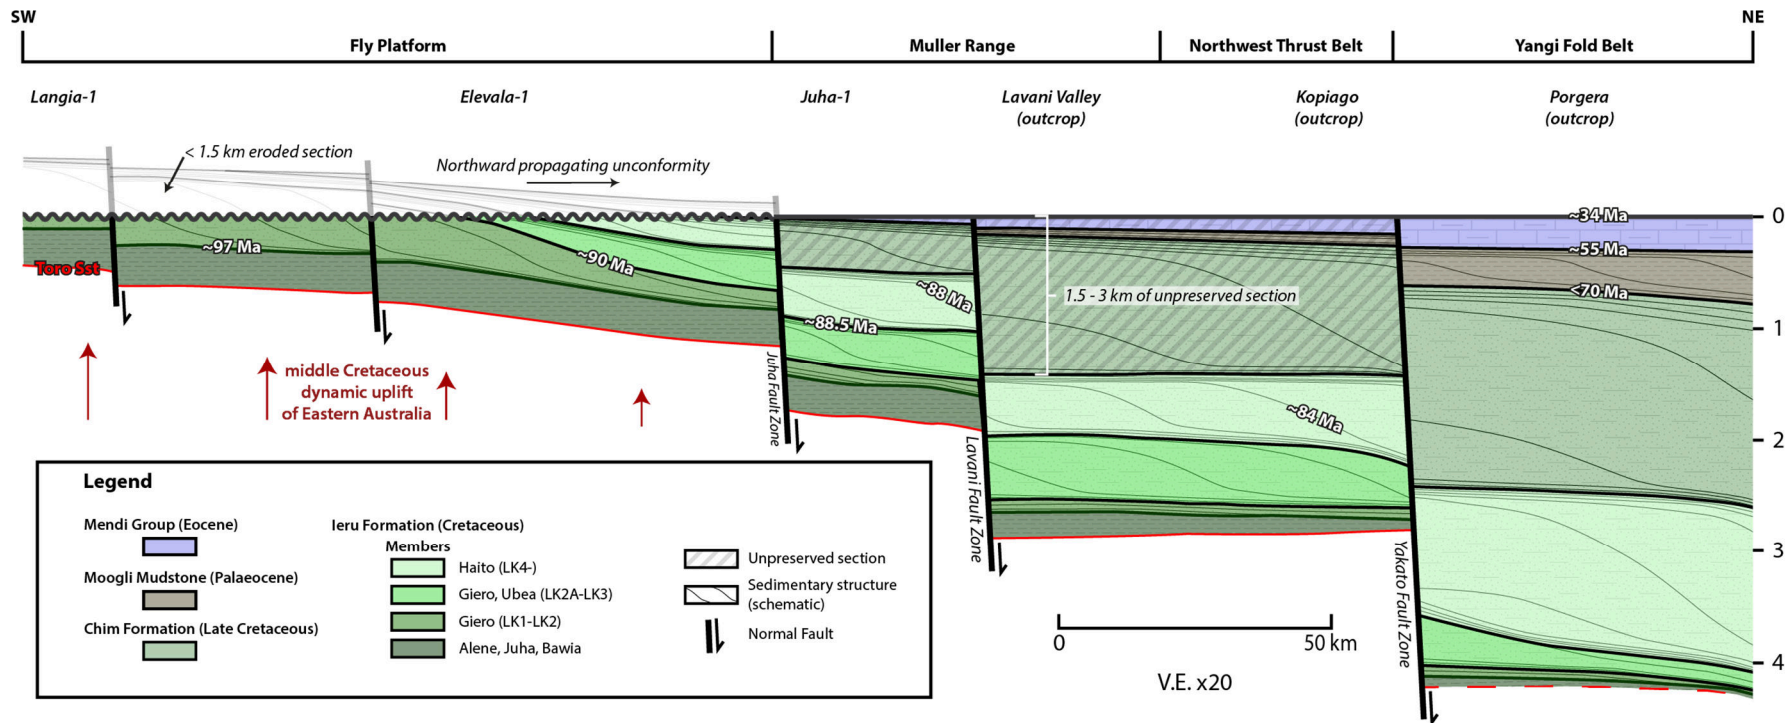 SW
NE
Fly Platform
Muller Range
Northwest Thrust Belt
Yangi Fold Belt
Langia-1
Elevala-1
Juha-1
Lavani Valley
(outcrop)
Kopiago
(outcrop)
Porgera
(outcrop)
< 1.5 km eroded section
Northward propagating unconformity
~34 Ma
~55 Ma
<70 Ma
~97 Ma
~90 Ma
~88 Ma
~88.5 Ma
~84 Ma
Toro Sst
1.5 - 3 km of unpreserved section
0
1
2
3
4
middle Cretaceous
dynamic uplift
of Eastern Australia
Juha Fault Zone
Lavani Fault Zone
Yakato Fault Zone
Legend
Mendi Group (Eocene)
Moogli Mudstone (Palaeocene)
Chim Formation (Late Cretaceous)
Ieru Formation (Cretaceous)
Members
Haito (LK4-)
Giero, Ubea (LK2A-LK3)
Giero (LK1-LK2)
Alene, Juha, Bawia
Unpreserved section
Sedimentary structure
(schematic)
Normal Fault
0
50 km
V.E. x20